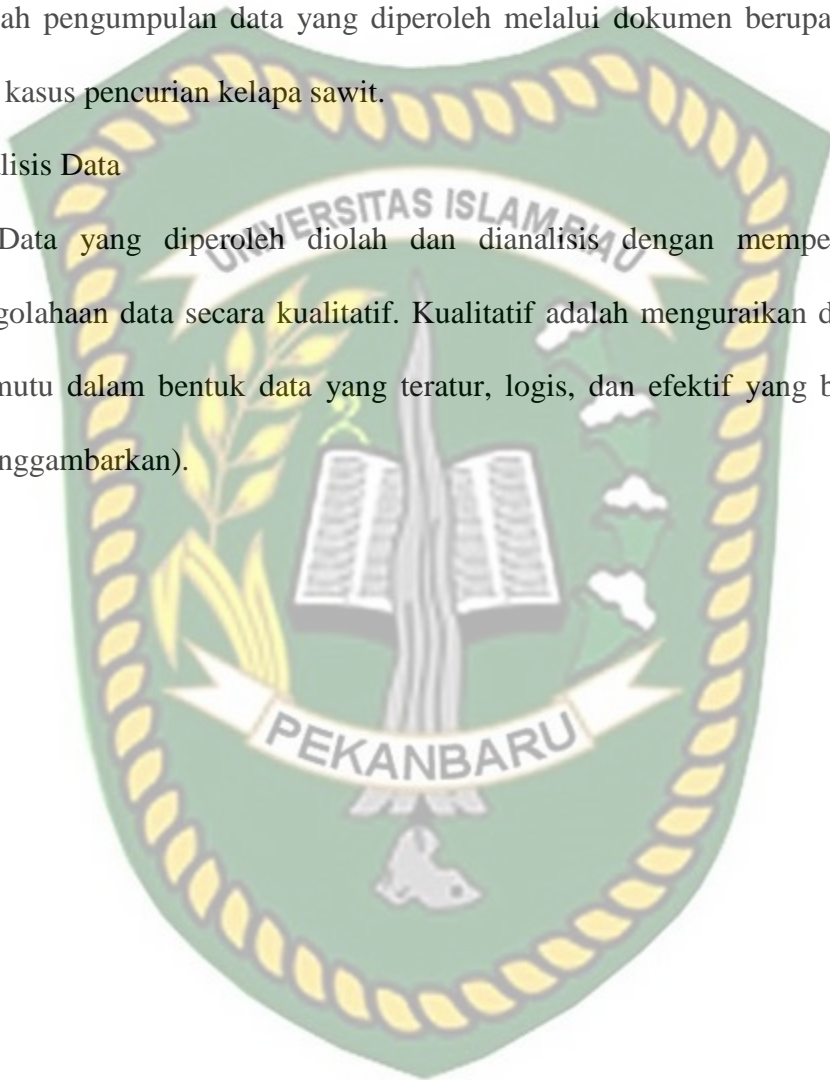 ah pengumpulan data yang diperoleh melalui dokumen berupa
kasus pencurian kelapa sawit.
lisis Data
Data yang diperoleh diolah dan dianalisis dengan mempe
golahaan data secara kualitatif. Kualitatif adalah menguraikan d
mutu dalam bentuk data yang teratur, logis, dan efektif yang b
nggambarkan).
UNIVERSITAS ISLAM RIAU
PEKANBARU